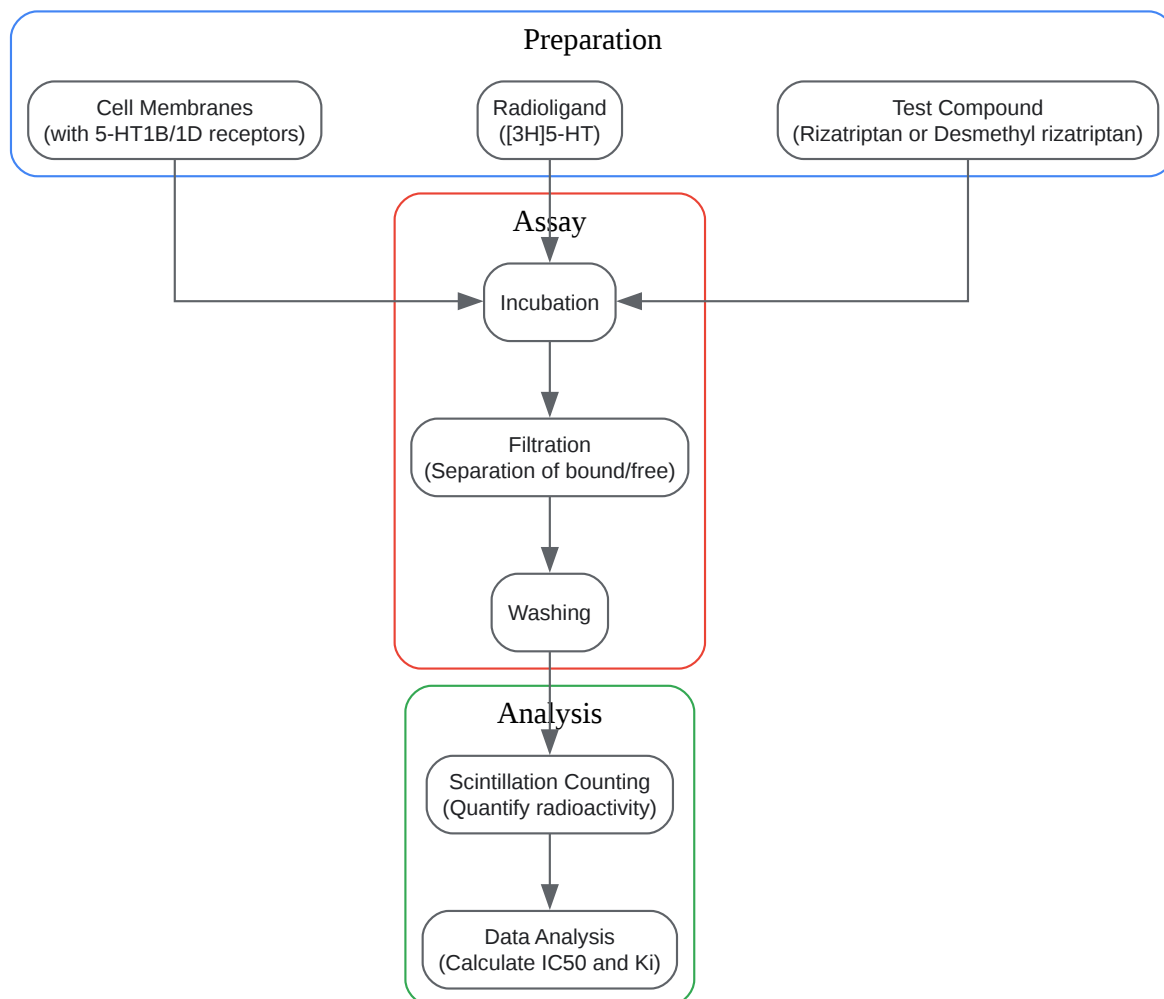 Preparation
Cell Membranes
(with 5-HT1B/1D receptors)
Radioligand
([3H]5-HT)
Test Compound
(Rizatriptan or Desmethyl rizatriptan)
Assay
Incubation
Filtration
(Separation of bound/free)
Washing
Analysis
Scintillation Counting
(Quantify radioactivity)
Data Analysis
(Calculate IC50 and Ki)